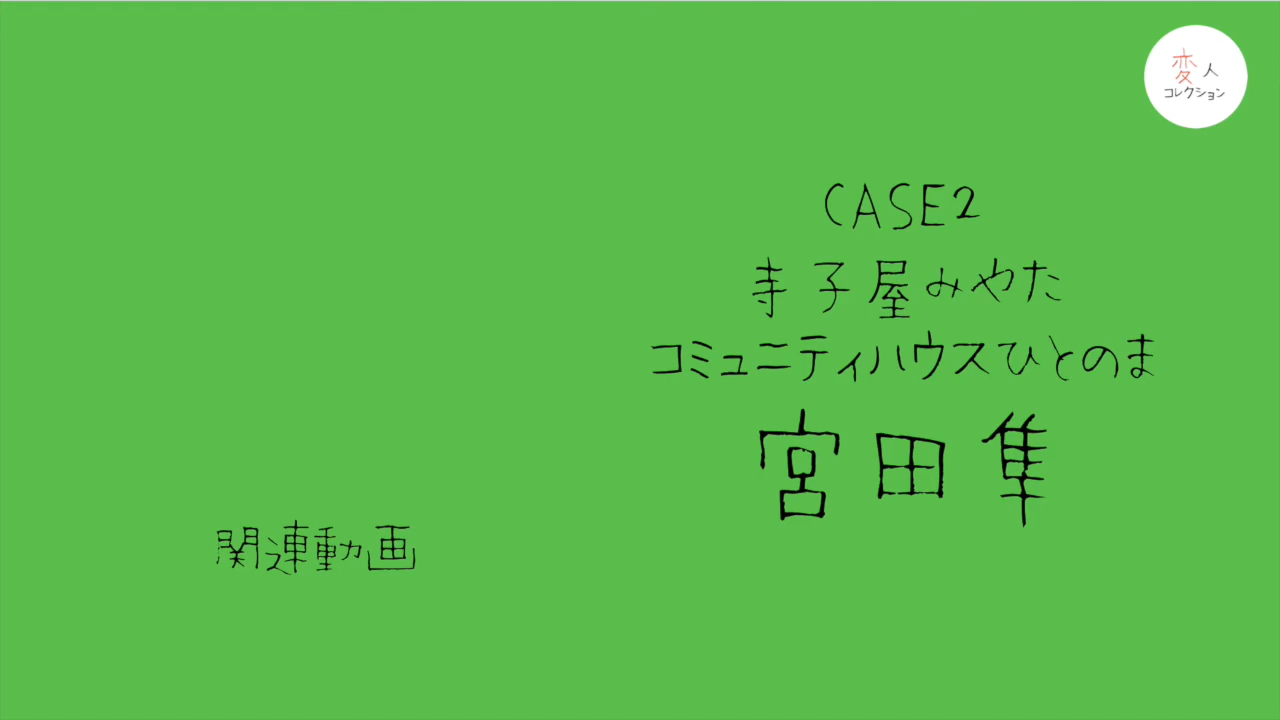 変人
コレクション
CASE2
寺子屋みやた
コミュニティハウスひとのま
宮田隼
関連動画